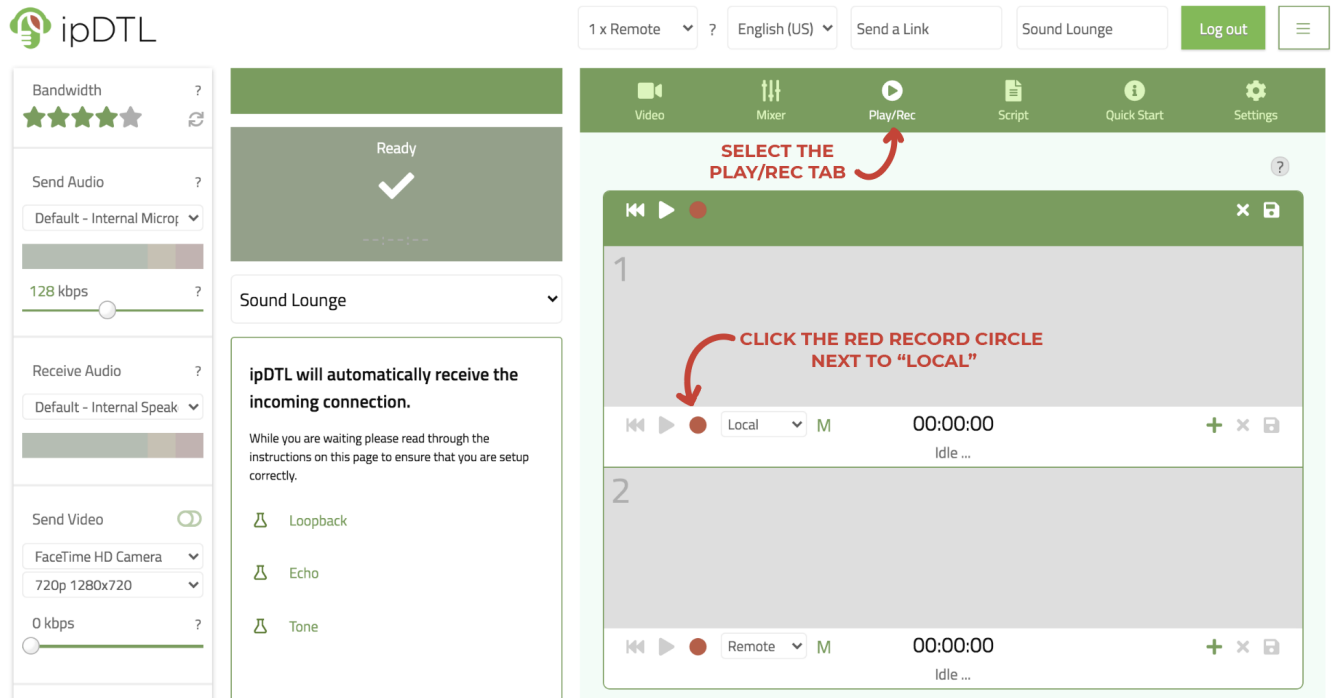 ipDTL
1 x Remote
?
English (US)
Send a Link
Sound Lounge
Log out
Bandwidth ?
Send Audio ?
Default - Internal Microp
128 kbps ?
Receive Audio ?
Default - Internal Speak
Send Video
FaceTime HD Camera
720p 1280x720
0 kbps ?
Ready
--:--:--
Sound Lounge
ipDTL will automatically receive the
incoming connection.
While you are waiting please read through the
instructions on this page to ensure that you are setup
correctly.
Loopback
Echo
Tone
Video
Mixer
Play/Rec
Script
Quick Start
Settings
SELECT THE
PLAY/REC TAB
?
1
CLICK THE RED RECORD CIRCLE
NEXT TO “LOCAL”
Local M 00:00:00
Idle ...
2
Remote M 00:00:00
Idle ...